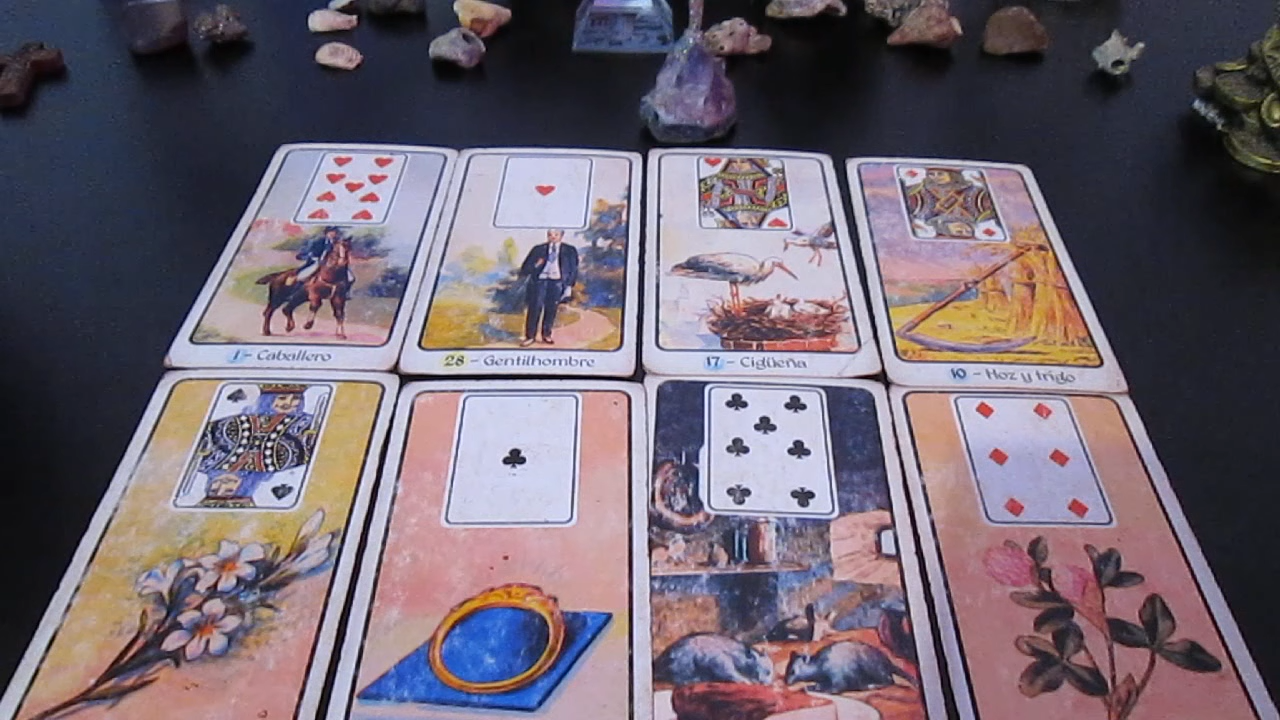 1 - Caballero
28 - Gentilhombre
17 - Cigüeña
10 - Hoz y trigo